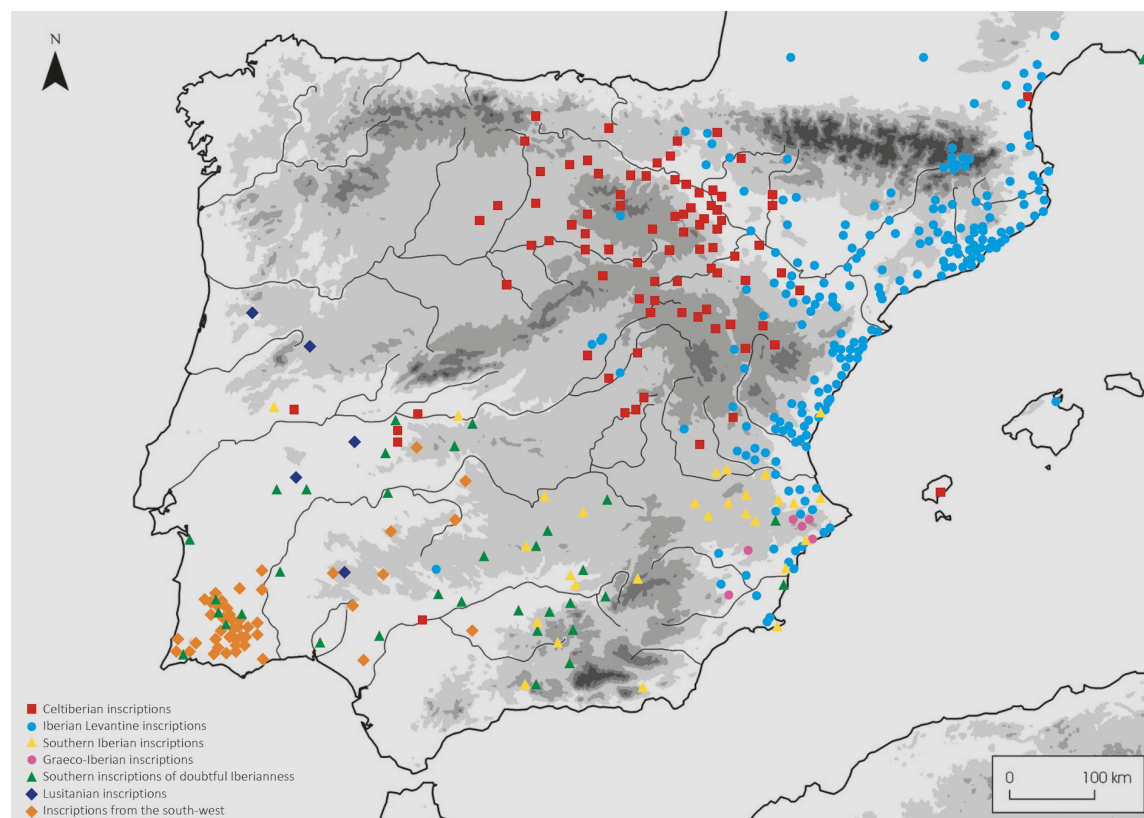 N
Celtiberian inscriptions
Iberian Levantine inscriptions
Southern Iberian inscriptions
Graeco-Iberian inscriptions
Southern inscriptions of doubtful Iberianness
Lusitanian inscriptions
Inscriptions from the south-west
0 100 km